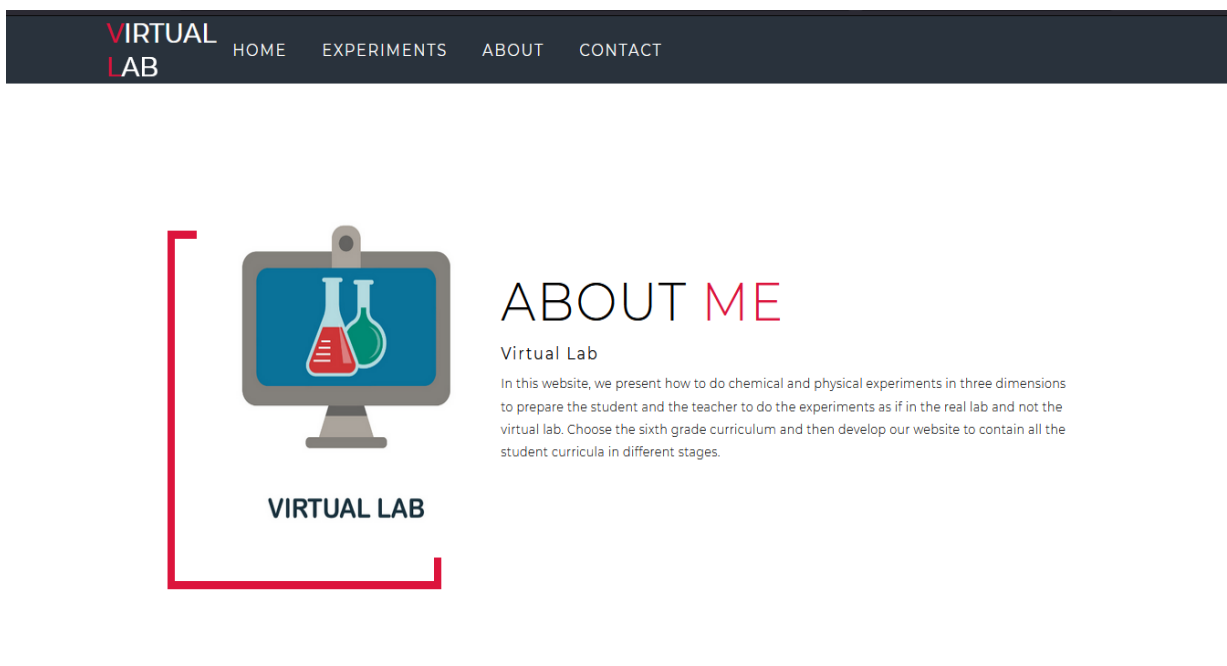 VIRTUAL
LAB
HOME EXPERIMENTS ABOUT CONTACT
ABOUT ME
Virtual Lab
In this website, we present how to do chemical and physical experiments in three dimensions
to prepare the student and the teacher to do the experiments as if in the real lab and not the
virtual lab. Choose the sixth grade curriculum and then develop our website to contain all the
student curricula in different stages.
VIRTUAL LAB